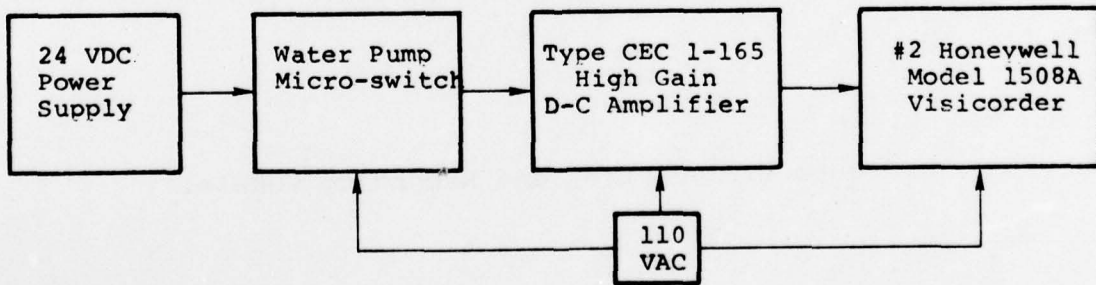 24 VDC
Power
Supply
Water Pump
Micro-switch
Type CEC 1-165
High Gain
D-C Amplifier
#2 Honeywell
Model 1508A
Visicorder
110
VAC